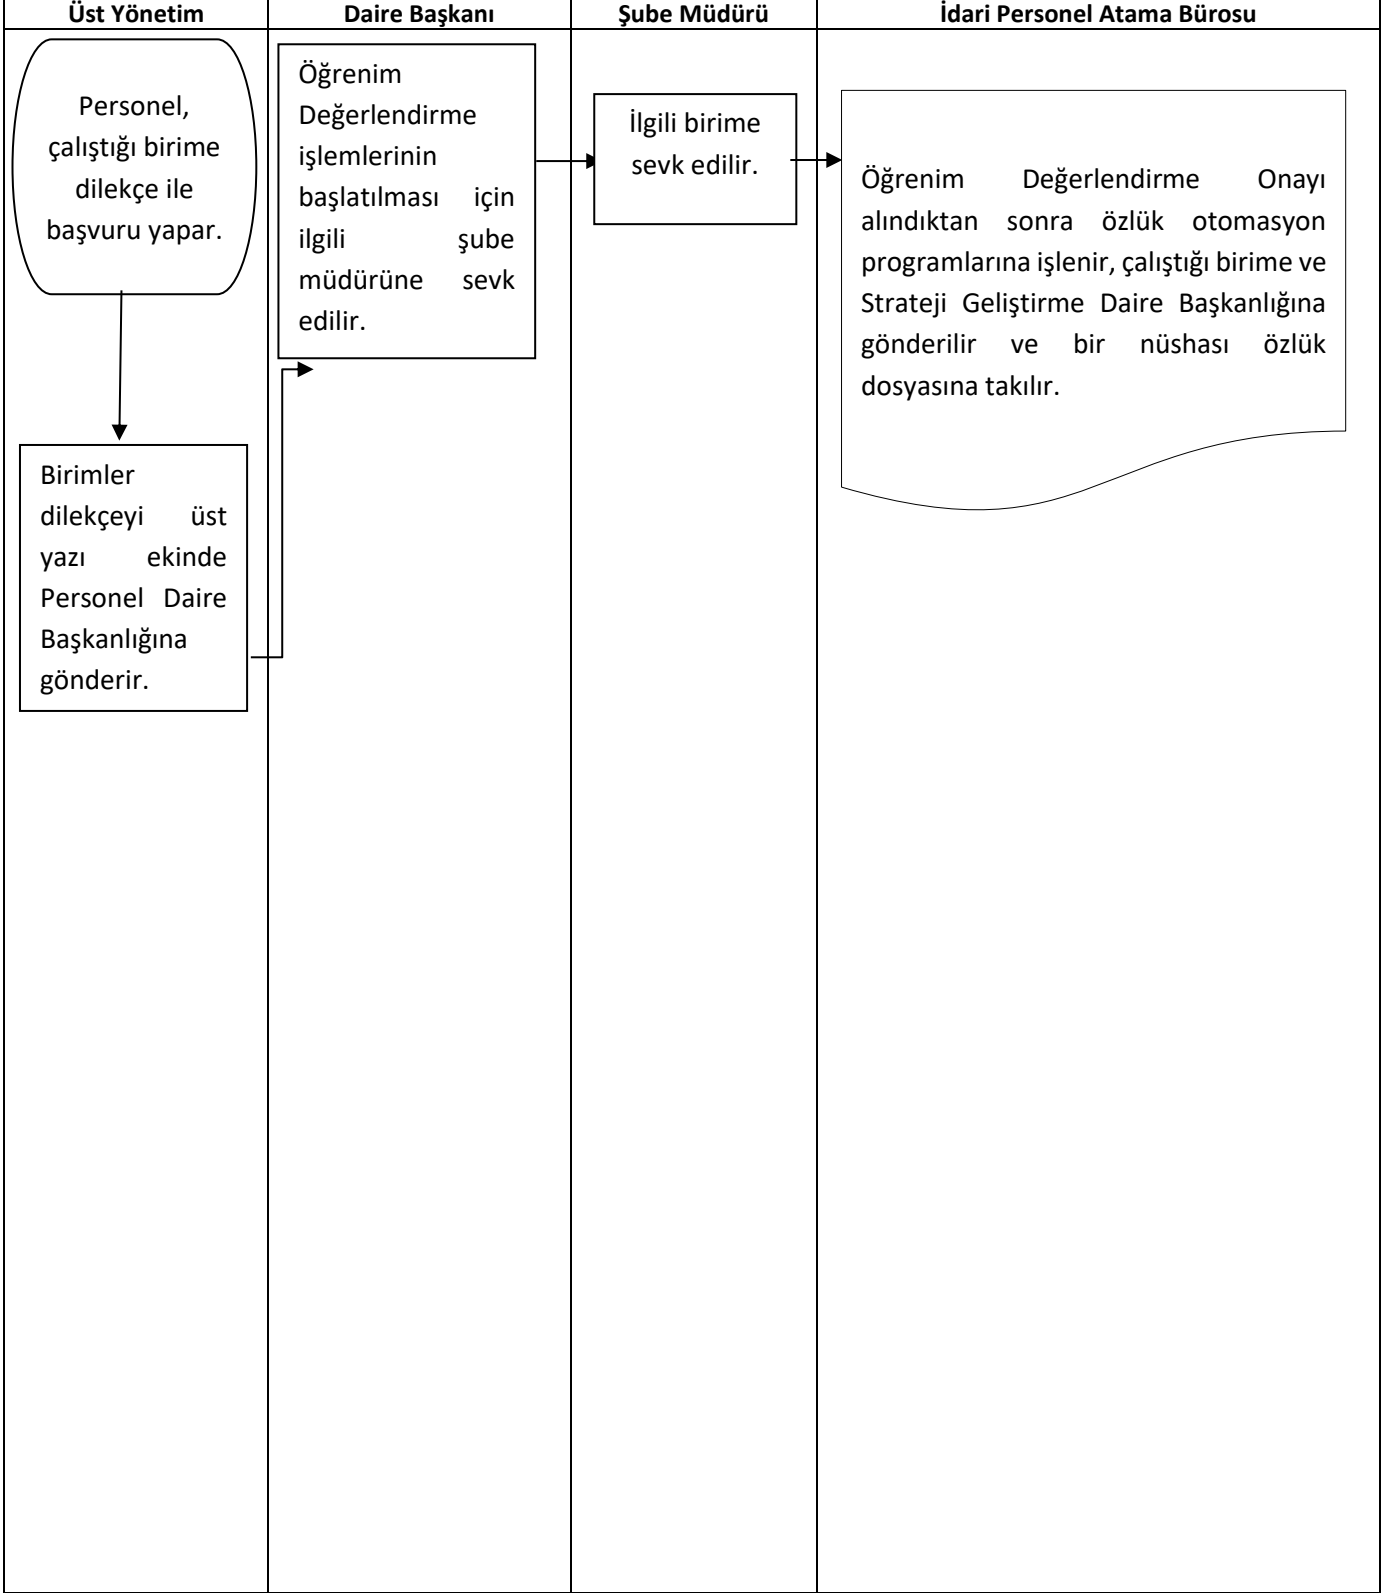 Üst Yönetim
Daire Başkanı
Şube Müdürü
İdari Personel Atama Bürosu
Personel,
çalıştığı birime
dilekçe ile
başvuru yapar.
Birimler
dilekçeyi üst
yazı ekinde
Personel Daire
Başkanlığına
gönderir.
Öğrenim
Değerlendirme
işlemlerinin
başlatılması için
ilgili şube
müdürüne sevk
edilir.
İlgili birime
sevk edilir.
Öğrenim Değerlendirme Onayı
alındıktan sonra özlük otomasyon
programlarına işlenir, çalıştığı birime ve
Strateji Geliştirme Daire Başkanlığına
gönderilir ve bir nüshası özlük
dosyasına takılır.